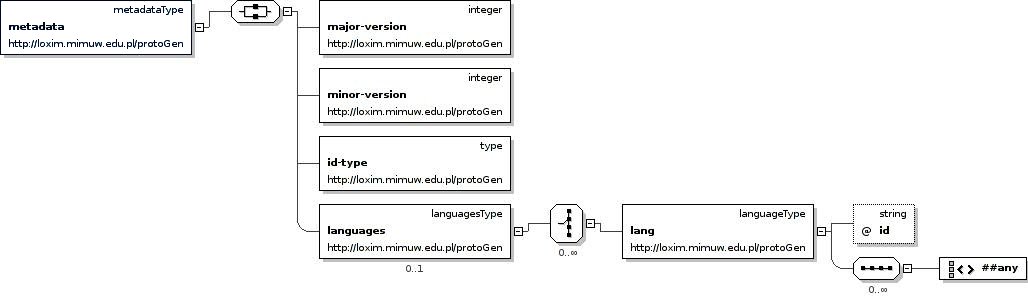 metadataType
metadata
http://loxim.mimuw.edu.pl/protoGen
integer
major-version
http://loxim.mimuw.edu.pl/protoGen
integer
minor-version
http://loxim.mimuw.edu.pl/protoGen
type
id-type
http://loxim.mimuw.edu.pl/protoGen
languagesType
languages
http://loxim.mimuw.edu.pl/protoGen
0..1
0..∞
languageType
lang
http://loxim.mimuw.edu.pl/protoGen
string
@ id
0..∞
<> ##any